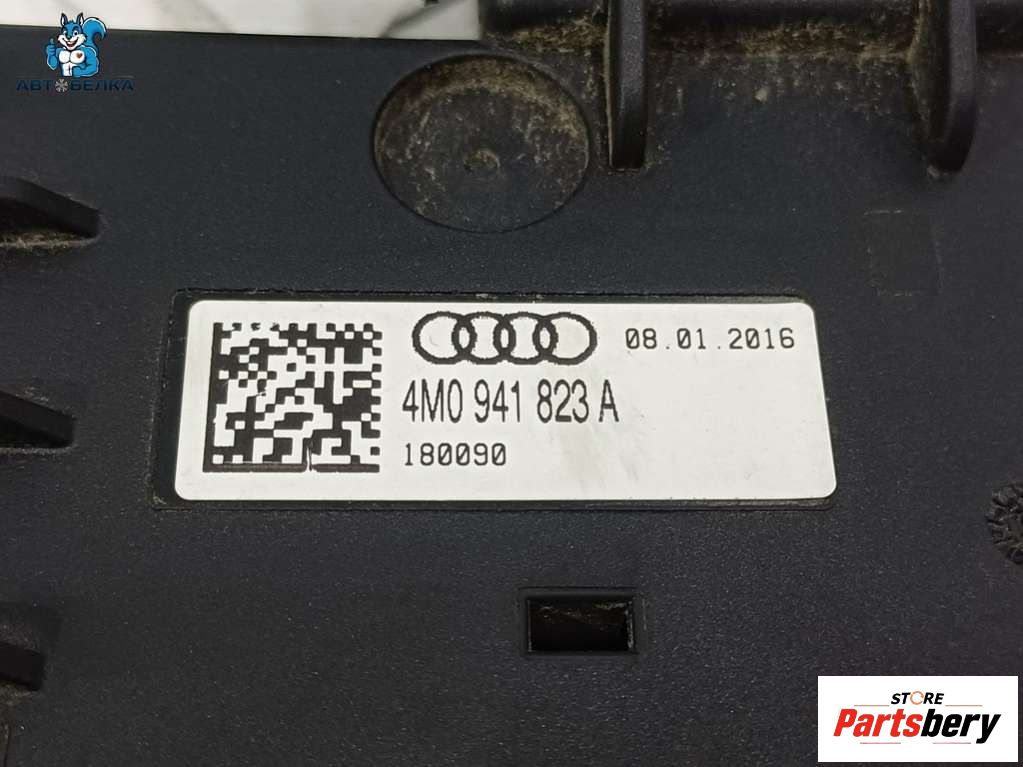 АВТОБЕЛКА
08.01.2016
4M0 941 823 A
180090
STORE
Partsbery